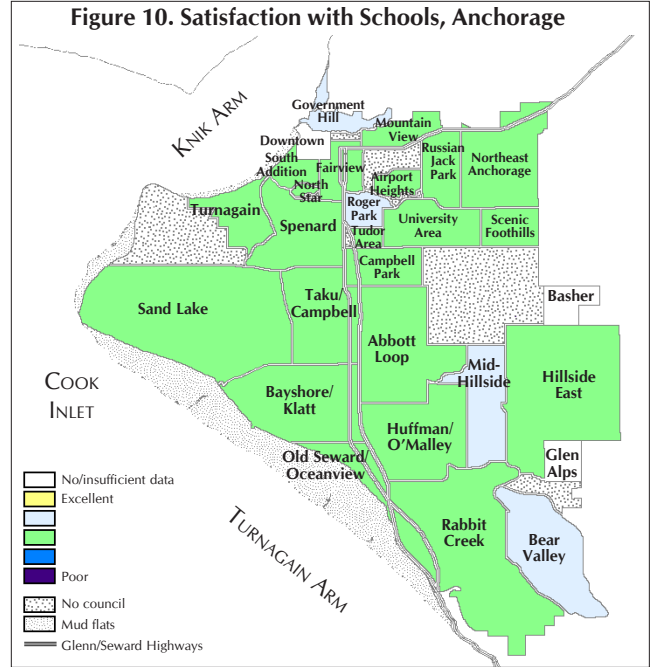 Figure 10. Satisfaction with Schools, Anchorage
KNIK ARM
Government
Hill
Mountain
View
Downtown
South
Addition
Fairview
North
Star
Airport
Heights
Russian
Jack
Park
Northeast
Anchorage
Turnagain
Spenard
Roger
Park
Tudor
Area
University
Area
Scenic
Foothills
Campbell
Park
Sand Lake
Taku/
Campbell
Abbott
Loop
Basher
Mid-
Hillside
Hillside
East
COOK
INLET
Bayshore/
Klatt
Huffman/
O'Malley
Old Seward/
Oceanview
Glen
Alps
Rabbit
Creek
Bear
Valley
TURNAGAIN ARM
No/insufficient data
Excellent
Poor
No council
Mud flats
Glenn/Seward Highways